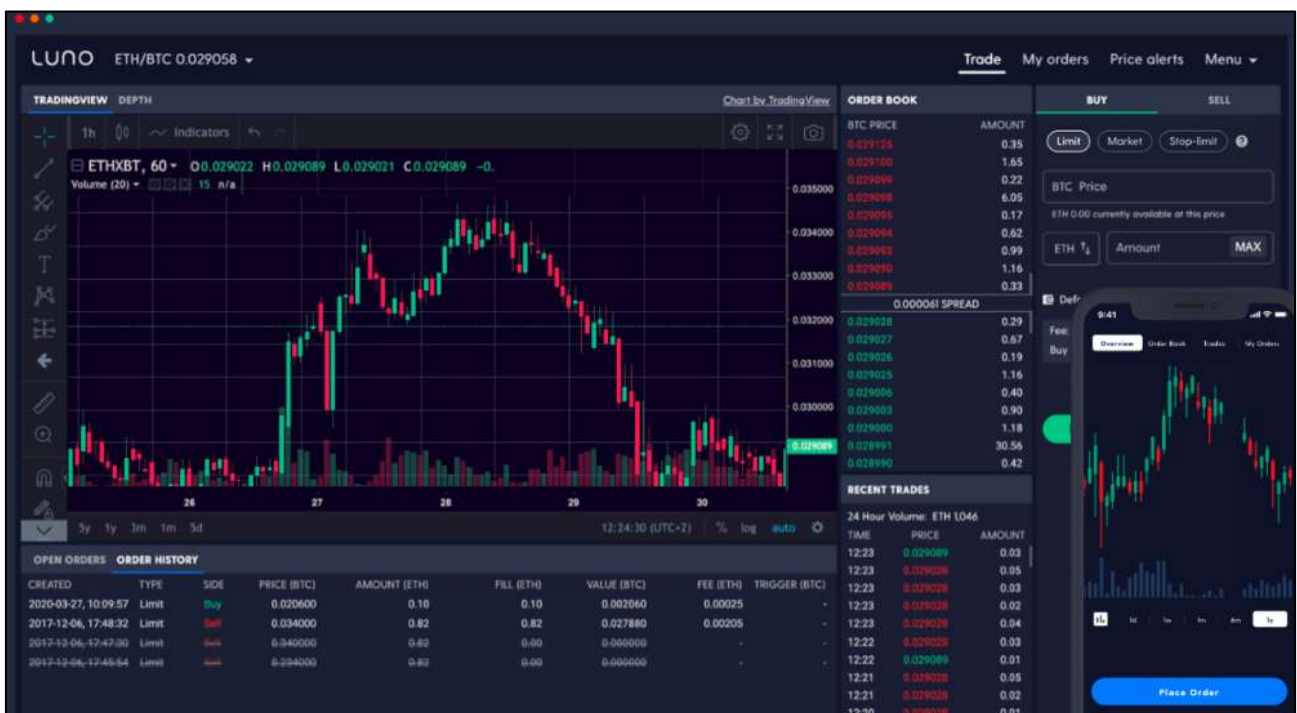 LUNO ETH/BTC 0.029058
Trade My orders Price alerts Menu
TRADINGVIEW DEPTH Chart by TradingView
1h Indicators
ETHXBT, 60 O0.029022 H0.029089 L0.029021 C0.029089 -0.
Volume (20) 15 n/a
0.035000
0.034000
0.033000
0.032000
0.031000
0.030000
0.029089
26 27 28 29 30
5y 1y 3m 1m 5d 12:24:30 (UTC+2) % log auto
OPEN ORDERS ORDER HISTORY
CREATED TYPE SIDE PRICE (BTC) AMOUNT (ETH) FILL (ETH) VALUE (BTC) FEE (ETH) TRIGGER (BTC)
2020-03-27, 10:09:57 Limit Buy 0.020600 0.10 0.10 0.002060 0.00025 -
2017-12-06, 17:48:32 Limit Sell 0.034000 0.82 0.82 0.027880 0.00205 -
2017-12-06, 17:47:30 Limit Sell 0.340000 0.82 0.00 0.000000 - -
2017-12-06, 17:45:54 Limit Sell 0.234000 0.82 0.00 0.000000 - -
ORDER BOOK
BTC PRICE AMOUNT
0.029126 0.35
0.029100 1.65
0.029099 0.22
0.029098 6.05
0.029095 0.17
0.029094 0.62
0.029093 0.99
0.029090 1.16
0.029089 0.33
0.000061 SPREAD
0.029028 0.29
0.029027 0.67
0.029026 0.19
0.029025 1.16
0.029006 0.40
0.029003 0.90
0.029000 1.18
0.028991 30.56
0.028990 0.42
RECENT TRADES
24 Hour Volume: ETH 1,046
TIME PRICE AMOUNT
12:23 0.029089 0.03
12:23 0.029028 0.05
12:23 0.029028 0.03
12:23 0.029028 0.02
12:23 0.029028 0.04
12:22 0.029028 0.03
12:22 0.029089 0.01
12:21 0.029028 0.05
12:21 0.029028 0.02
BUY SELL
Limit Market Stop-limit ?
BTC Price
ETH 0.00 currently available at this price
ETH Amount MAX
Fee:
Buy
9:41
Overview Order Book Trades My Orders
1d 1w 1m 6m 1y
Place Order